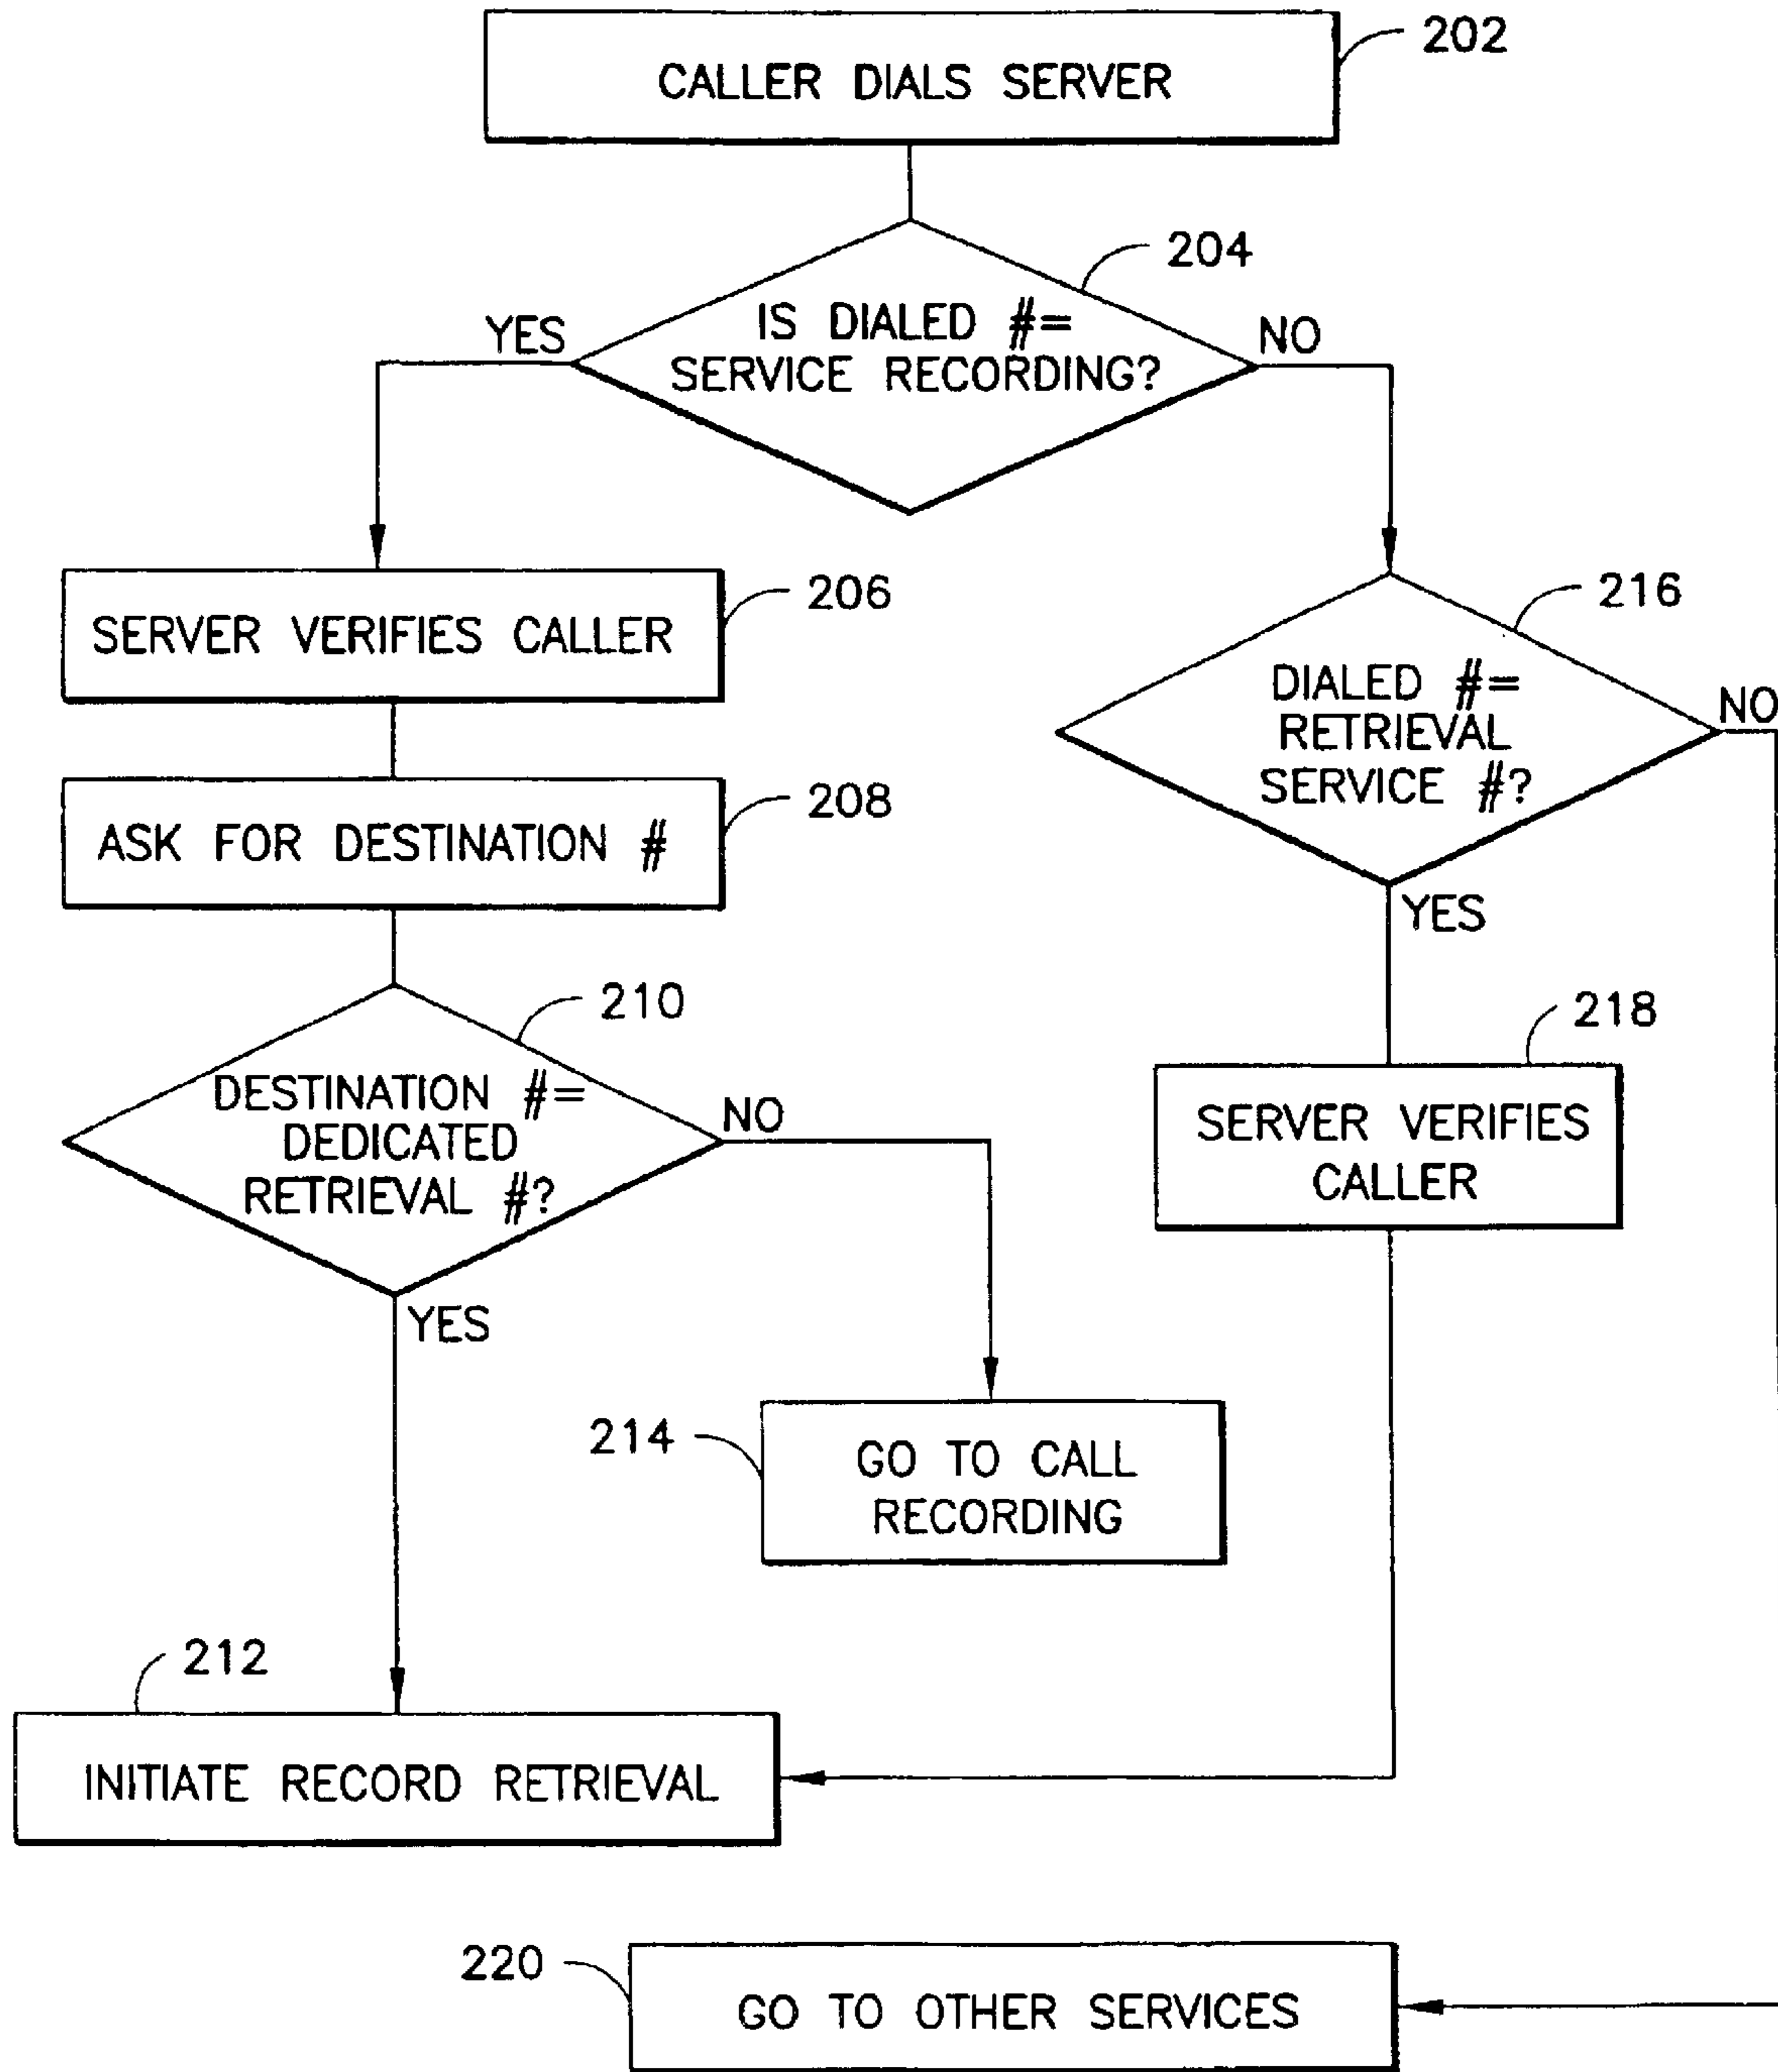 202
CALLER DIALS SERVER
204
IS DIALED #=
SERVICE RECORDING?
YES
NO
206
SERVER VERIFIES CALLER
216
DIALED #=
RETRIEVAL
SERVICE #?
NO
YES
208
ASK FOR DESTINATION #
210
DESTINATION #=
DEDICATED
RETRIEVAL #?
NO
YES
218
SERVER VERIFIES
CALLER
214
GO TO CALL
RECORDING
212
INITIATE RECORD RETRIEVAL
220
GO TO OTHER SERVICES